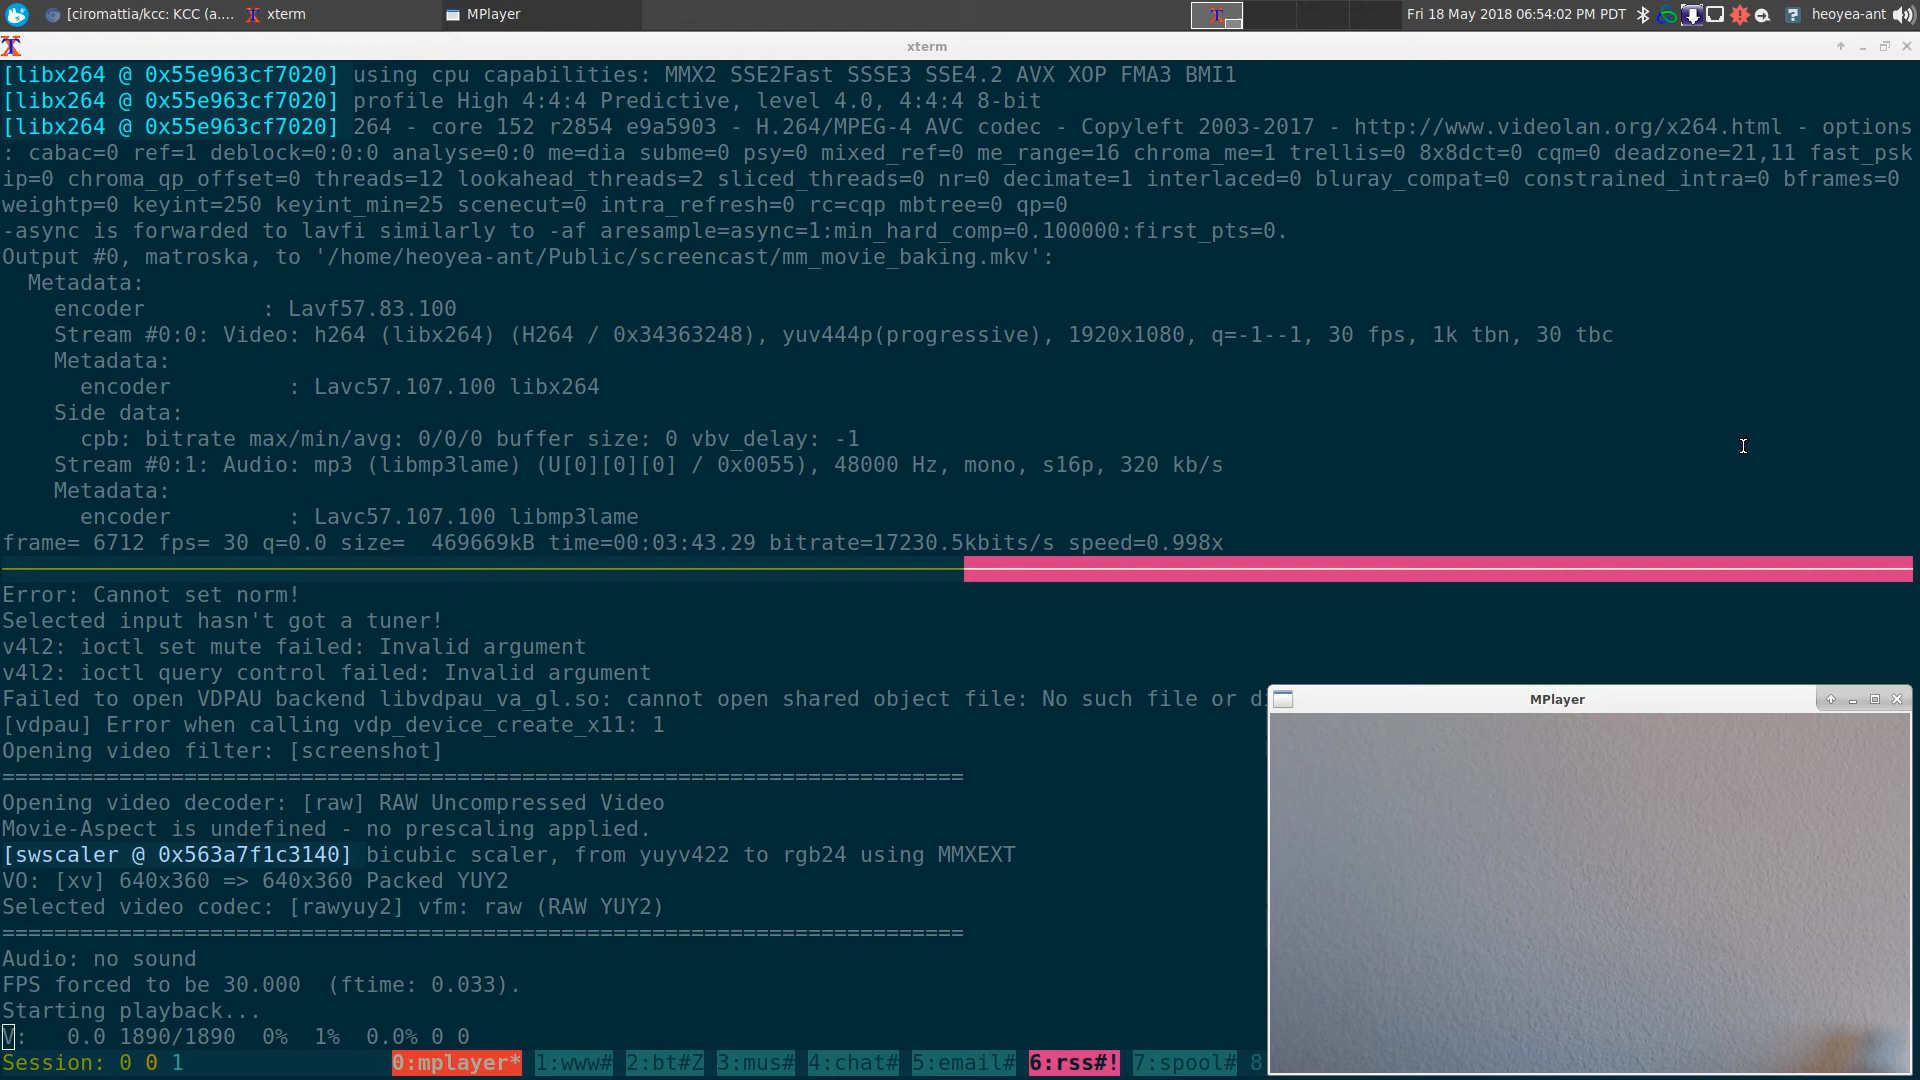 [ciromattia/kcc: KCC (a....
xterm
MPlayer
Fri 18 May 2018 06:54:02 PM PDT
heoyea-ant
xterm
[libx264 @ 0x55e963cf7020] using cpu capabilities: MMX2 SSE2Fast SSSE3 SSE4.2 AVX XOP FMA3 BMI1
[libx264 @ 0x55e963cf7020] profile High 4:4:4 Predictive, level 4.0, 4:4:4 8-bit
[libx264 @ 0x55e963cf7020] 264 - core 152 r2854 e9a5903 - H.264/MPEG-4 AVC codec - Copyleft 2003-2017 - http://www.videolan.org/x264.html - options
: cabac=0 ref=1 deblock=0:0:0 analyse=0:0 me=dia subme=0 psy=0 mixed_ref=0 me_range=16 chroma_me=1 trellis=0 8x8dct=0 cqm=0 deadzone=21,11 fast_psk
ip=0 chroma_qp_offset=0 threads=12 lookahead_threads=2 sliced_threads=0 nr=0 decimate=1 interlaced=0 bluray_compat=0 constrained_intra=0 bframes=0
weightp=0 keyint=250 keyint_min=25 scenecut=0 intra_refresh=0 rc=cqp mbtree=0 qp=0
-async is forwarded to lavfi similarly to -af aresample=async=1:min_hard_comp=0.100000:first_pts=0.
Output #0, matroska, to '/home/heoyea-ant/Public/screencast/mm_movie_baking.mkv':
Metadata:
encoder : Lavf57.83.100
Stream #0:0: Video: h264 (libx264) (H264 / 0x34363248), yuv444p(progressive), 1920x1080, q=-1--1, 30 fps, 1k tbn, 30 tbc
Metadata:
encoder : Lavc57.107.100 libx264
Side data:
cpb: bitrate max/min/avg: 0/0/0 buffer size: 0 vbv_delay: -1
Stream #0:1: Audio: mp3 (libmp3lame) (U[0][0][0] / 0x0055), 48000 Hz, mono, s16p, 320 kb/s
Metadata:
encoder : Lavc57.107.100 libmp3lame
frame= 6712 fps= 30 q=0.0 size= 469669kB time=00:03:43.29 bitrate=17230.5kbits/s speed=0.998x
Error: Cannot set norm!
Selected input hasn't got a tuner!
v4l2: ioctl set mute failed: Invalid argument
v4l2: ioctl query control failed: Invalid argument
Failed to open VDPAU backend libvdpau_va_gl.so: cannot open shared object file: No such file or di
[vdpau] Error when calling vdp_device_create_x11: 1
Opening video filter: [screenshot]
==========================================================================
Opening video decoder: [raw] RAW Uncompressed Video
Movie-Aspect is undefined - no prescaling applied.
[swscaler @ 0x563a7f1c3140] bicubic scaler, from yuyv422 to rgb24 using MMXEXT
VO: [xv] 640x360 => 640x360 Packed YUY2
Selected video codec: [rawyuy2] vfm: raw (RAW YUY2)
==========================================================================
Audio: no sound
FPS forced to be 30.000 (ftime: 0.033).
Starting playback...
V: 0.0 1890/1890 0% 1% 0.0% 0 0
Session: 0 0 1 0:mplayer* 1:www# 2:bt#Z 3:mus# 4:chat# 5:email# 6:rss#! 7:spool# 8
MPlayer